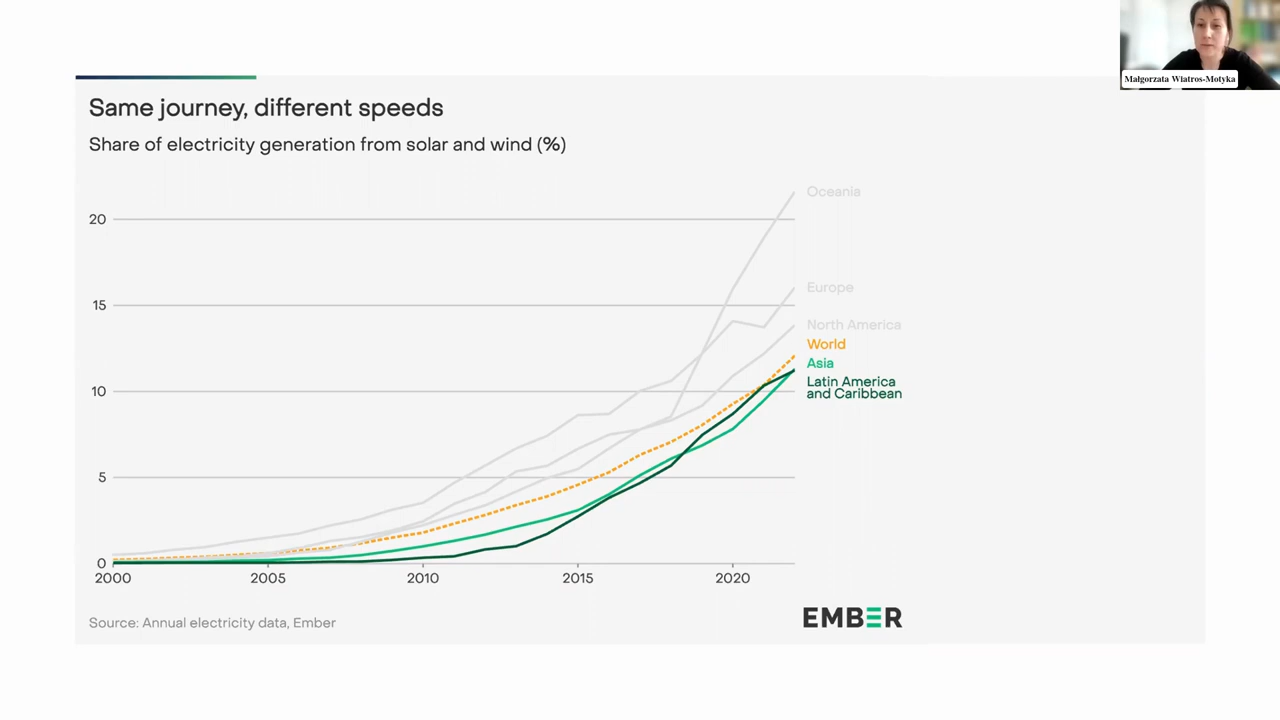 Małgorzata Wiatros-Motyka
Same journey, different speeds
Share of electricity generation from solar and wind (%)
Oceania
20
Europe
15
North America
World
Asia
10
Latin America
and Caribbean
5
0
2000
2005
2010
2015
2020
Source: Annual electricity data, Ember
EMBER